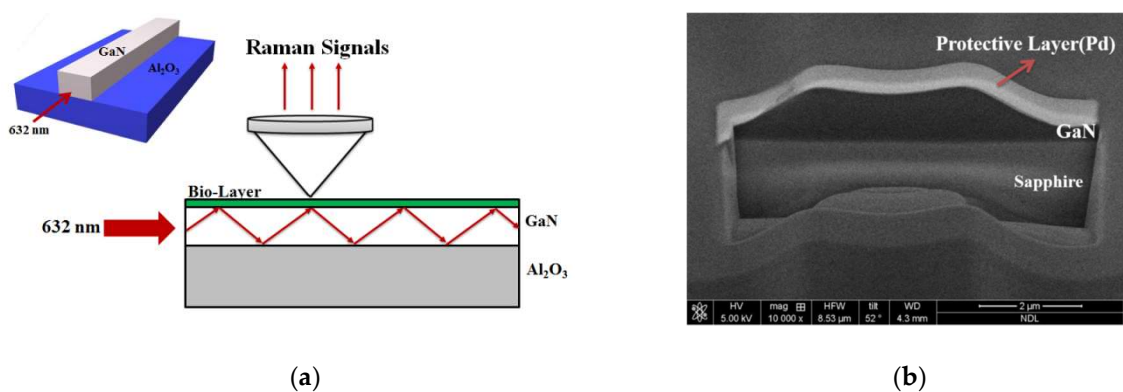 GaN
Al₂O₃
632 nm
Raman Signals
Bio-Layer
632 nm
GaN
Al₂O₃
(a)
Protective Layer(Pd)
GaN
Sapphire
HV mag HFW tilt WD 2 µm
5.00 kV 10 000 x 8.53 µm 52 ° 4.3 mm NDL
(b)